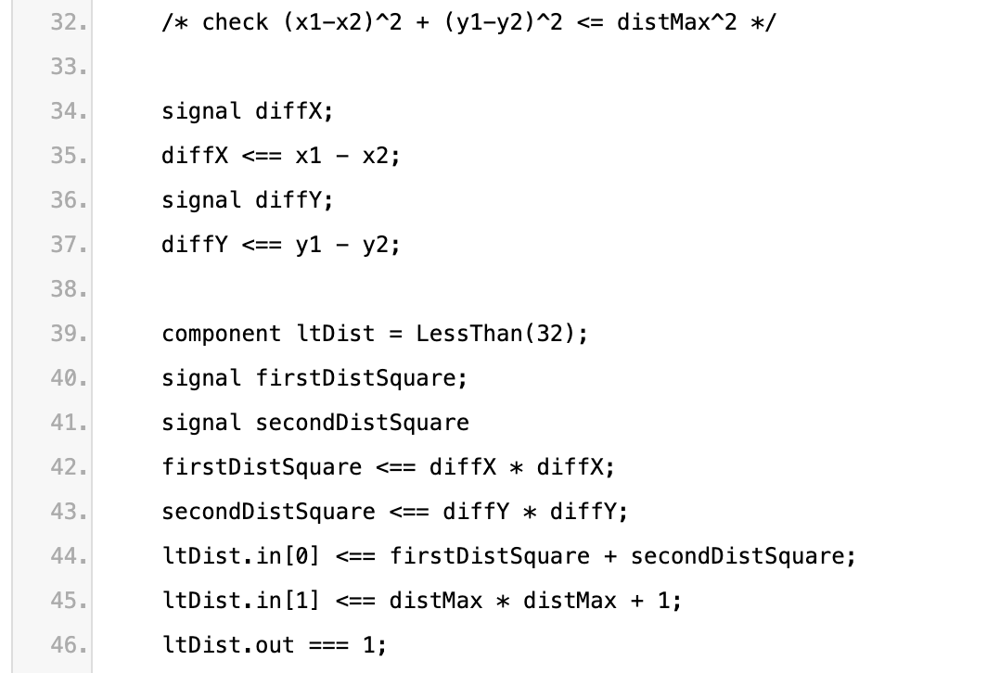 32. /* check (x1-x2)^2 + (y1-y2)^2 <= distMax^2 */
33.
34. signal diffX;
35. diffX <== x1 - x2;
36. signal diffY;
37. diffY <== y1 - y2;
38.
39. component ltDist = LessThan(32);
40. signal firstDistSquare;
41. signal secondDistSquare
42. firstDistSquare <== diffX * diffX;
43. secondDistSquare <== diffY * diffY;
44. ltDist.in[0] <== firstDistSquare + secondDistSquare;
45. ltDist.in[1] <== distMax * distMax + 1;
46. ltDist.out === 1;